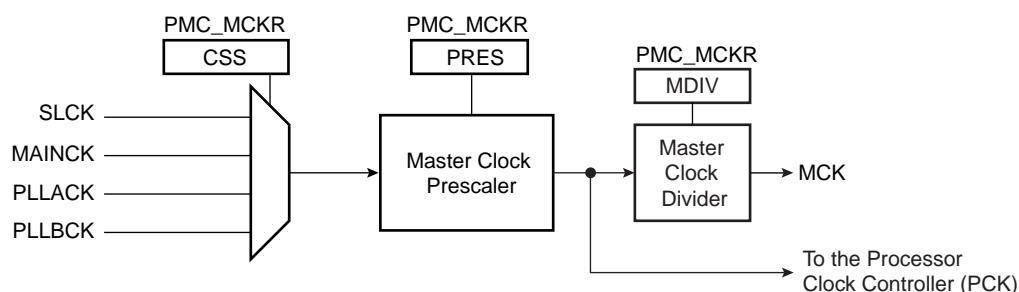 PMC_MCKR
CSS
PMC_MCKR
PRES
PMC_MCKR
MDIV
SLCK
MAINCK
PLLACK
PLLBCK
Master Clock
Prescaler
Master
Clock
Divider
MCK
To the Processor
Clock Controller (PCK)